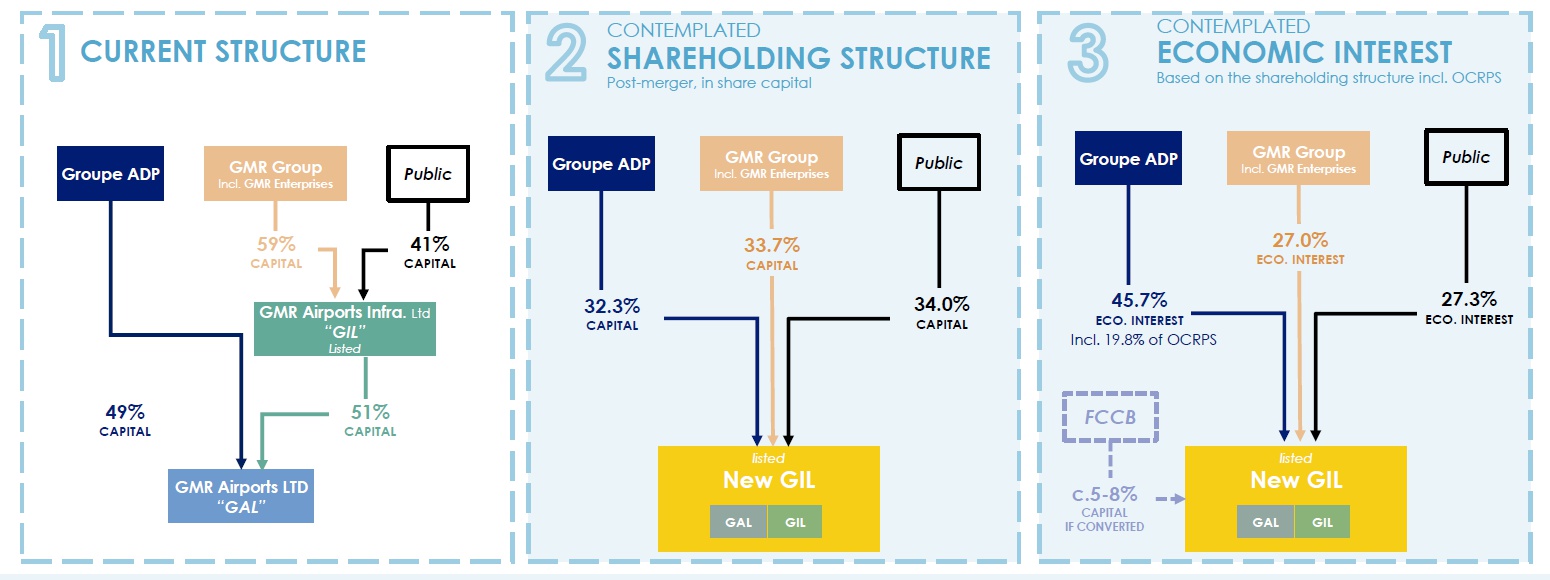 1
CURRENT STRUCTURE
Groupe ADP
GMR Group
Incl. GMR Enterprises
Public
59%
CAPITAL
41%
CAPITAL
GMR Airports Infra. Ltd
“GIL”
Listed
49%
CAPITAL
51%
CAPITAL
GMR Airports LTD
“GAL”
2
CONTEMPLATED
SHAREHOLDING STRUCTURE
Post-merger, in share capital
Groupe ADP
GMR Group
Incl. GMR Enterprises
Public
33.7%
CAPITAL
32.3%
CAPITAL
34.0%
CAPITAL
listed
New GIL
GAL GIL
3
CONTEMPLATED
ECONOMIC INTEREST
Based on the shareholding structure incl. OCRPS
Groupe ADP
GMR Group
Incl. GMR Enterprises
Public
27.0%
ECO. INTEREST
45.7%
ECO. INTEREST
Incl. 19.8% of OCRPS
27.3%
ECO. INTEREST
FCCB
c.5-8%
CAPITAL
IF CONVERTED
listed
New GIL
GAL GIL